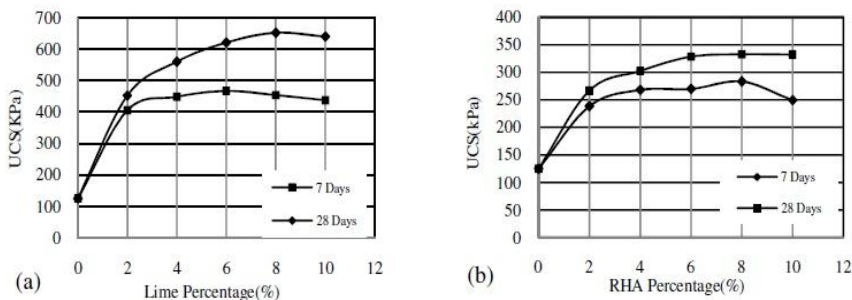 700
600
500
400
300
200
100
0
UCS(KPa)
7 Days
28 Days
0 2 4 6 8 10 12
(a)
Lime Percentage(%)
400
350
300
250
200
150
100
50
0
UCS(kPa)
7 Days
28 Days
0 2 4 6 8 10 12
(b)
RHA Percentage(%)